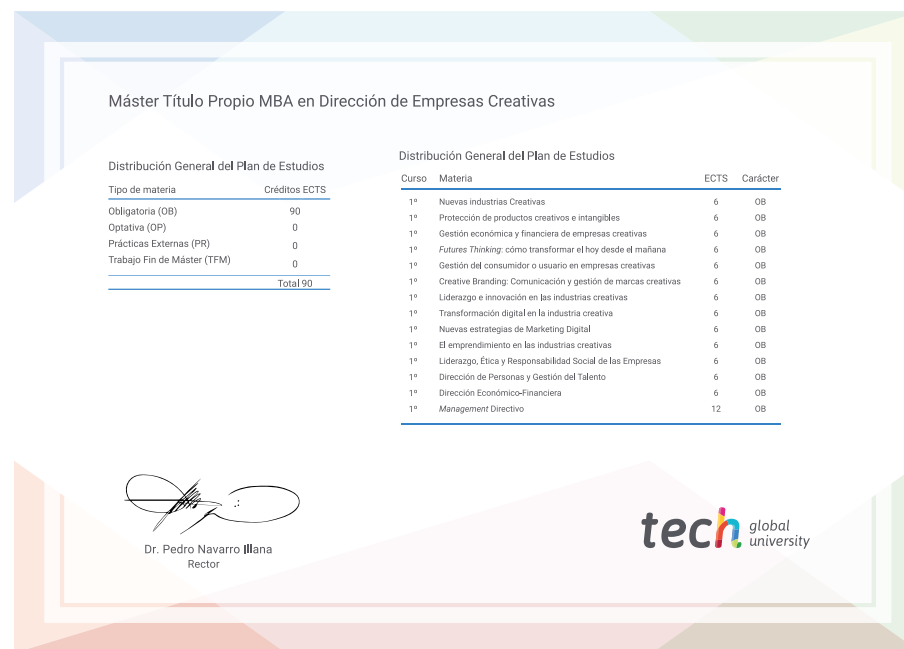 Máster Título Propio MBA en Dirección de Empresas Creativas
Distribución General del Plan de Estudios
Tipo de materia Créditos ECTS
Obligatoria (OB) 90
Optativa (OP) 0
Prácticas Externas (PR) 0
Trabajo Fin de Máster (TFM) 0
Total 90
Distribución General del Plan de Estudios
Curso Materia ECTS Carácter
1º Nuevas industrias Creativas 6 OB
1º Protección de productos creativos e intangibles 6 OB
1º Gestión económica y financiera de empresas creativas 6 OB
1º Futures Thinking: cómo transformar el hoy desde el mañana 6 OB
1º Gestión del consumidor o usuario en empresas creativas 6 OB
1º Creative Branding: Comunicación y gestión de marcas creativas 6 OB
1º Liderazgo e innovación en las industrias creativas 6 OB
1º Transformación digital en la industria creativa 6 OB
1º Nuevas estrategias de Marketing Digital 6 OB
1º El emprendimiento en las industrias creativas 6 OB
1º Liderazgo, Ética y Responsabilidad Social de las Empresas 6 OB
1º Dirección de Personas y Gestión del Talento 6 OB
1º Dirección Económico-Financiera 6 OB
1º Management Directivo 12 OB
Dr. Pedro Navarro Illana
Rector
tech global
university